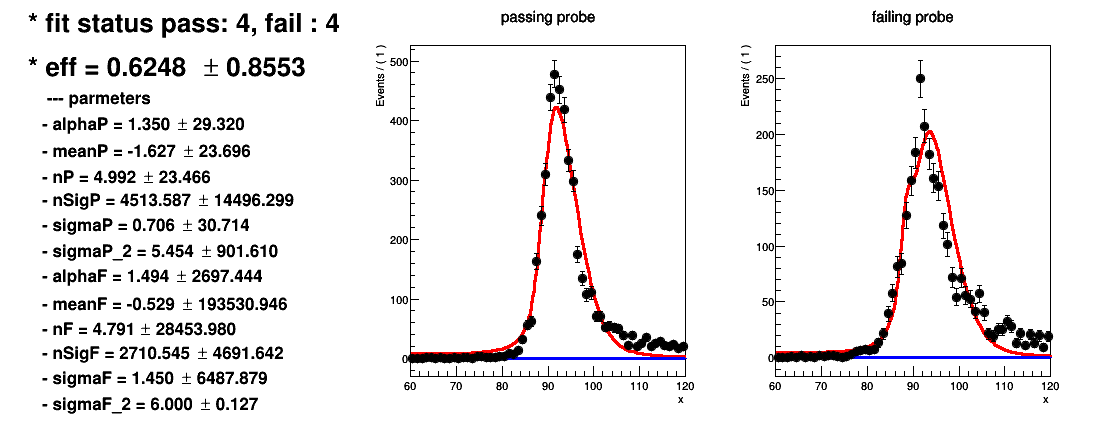 * fit status pass: 4, fail : 4
* eff = 0.6248 ± 0.8553
--- parmeters
- alphaP = 1.350 ± 29.320
- meanP = -1.627 ± 23.696
- nP = 4.992 ± 23.466
- nSigP = 4513.587 ± 14496.299
- sigmaP = 0.706 ± 30.714
- sigmaP_2 = 5.454 ± 901.610
- alphaF = 1.494 ± 2697.444
- meanF = -0.529 ± 193530.946
- nF = 4.791 ± 28453.980
- nSigF = 2710.545 ± 4691.642
- sigmaF = 1.450 ± 6487.879
- sigmaF_2 = 6.000 ± 0.127
passing probe
Events / ( 1 )
500
400
300
200
100
0
60 70 80 90 100 110 120
x
failing probe
Events / ( 1 )
250
200
150
100
50
0
60 70 80 90 100 110 120
x